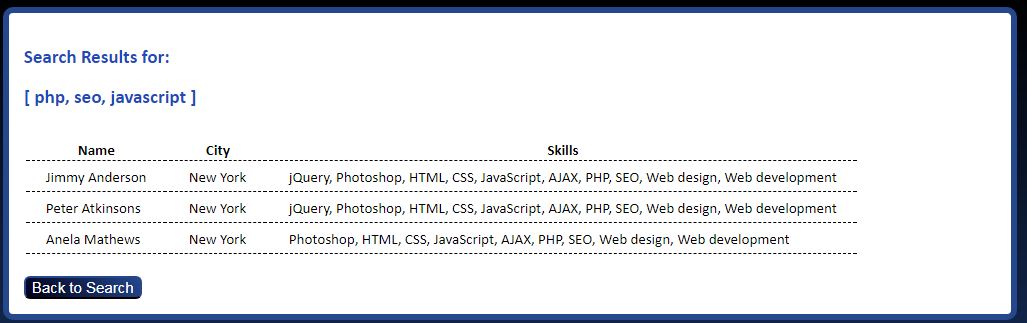 Search Results for:
[ php, seo, javascript ]
Name City Skills
Jimmy Anderson New York jQuery, Photoshop, HTML, CSS, JavaScript, AJAX, PHP, SEO, Web design, Web development
Peter Atkinsons New York jQuery, Photoshop, HTML, CSS, JavaScript, AJAX, PHP, SEO, Web design, Web development
Anela Mathews New York Photoshop, HTML, CSS, JavaScript, AJAX, PHP, SEO, Web design, Web development
Back to Search